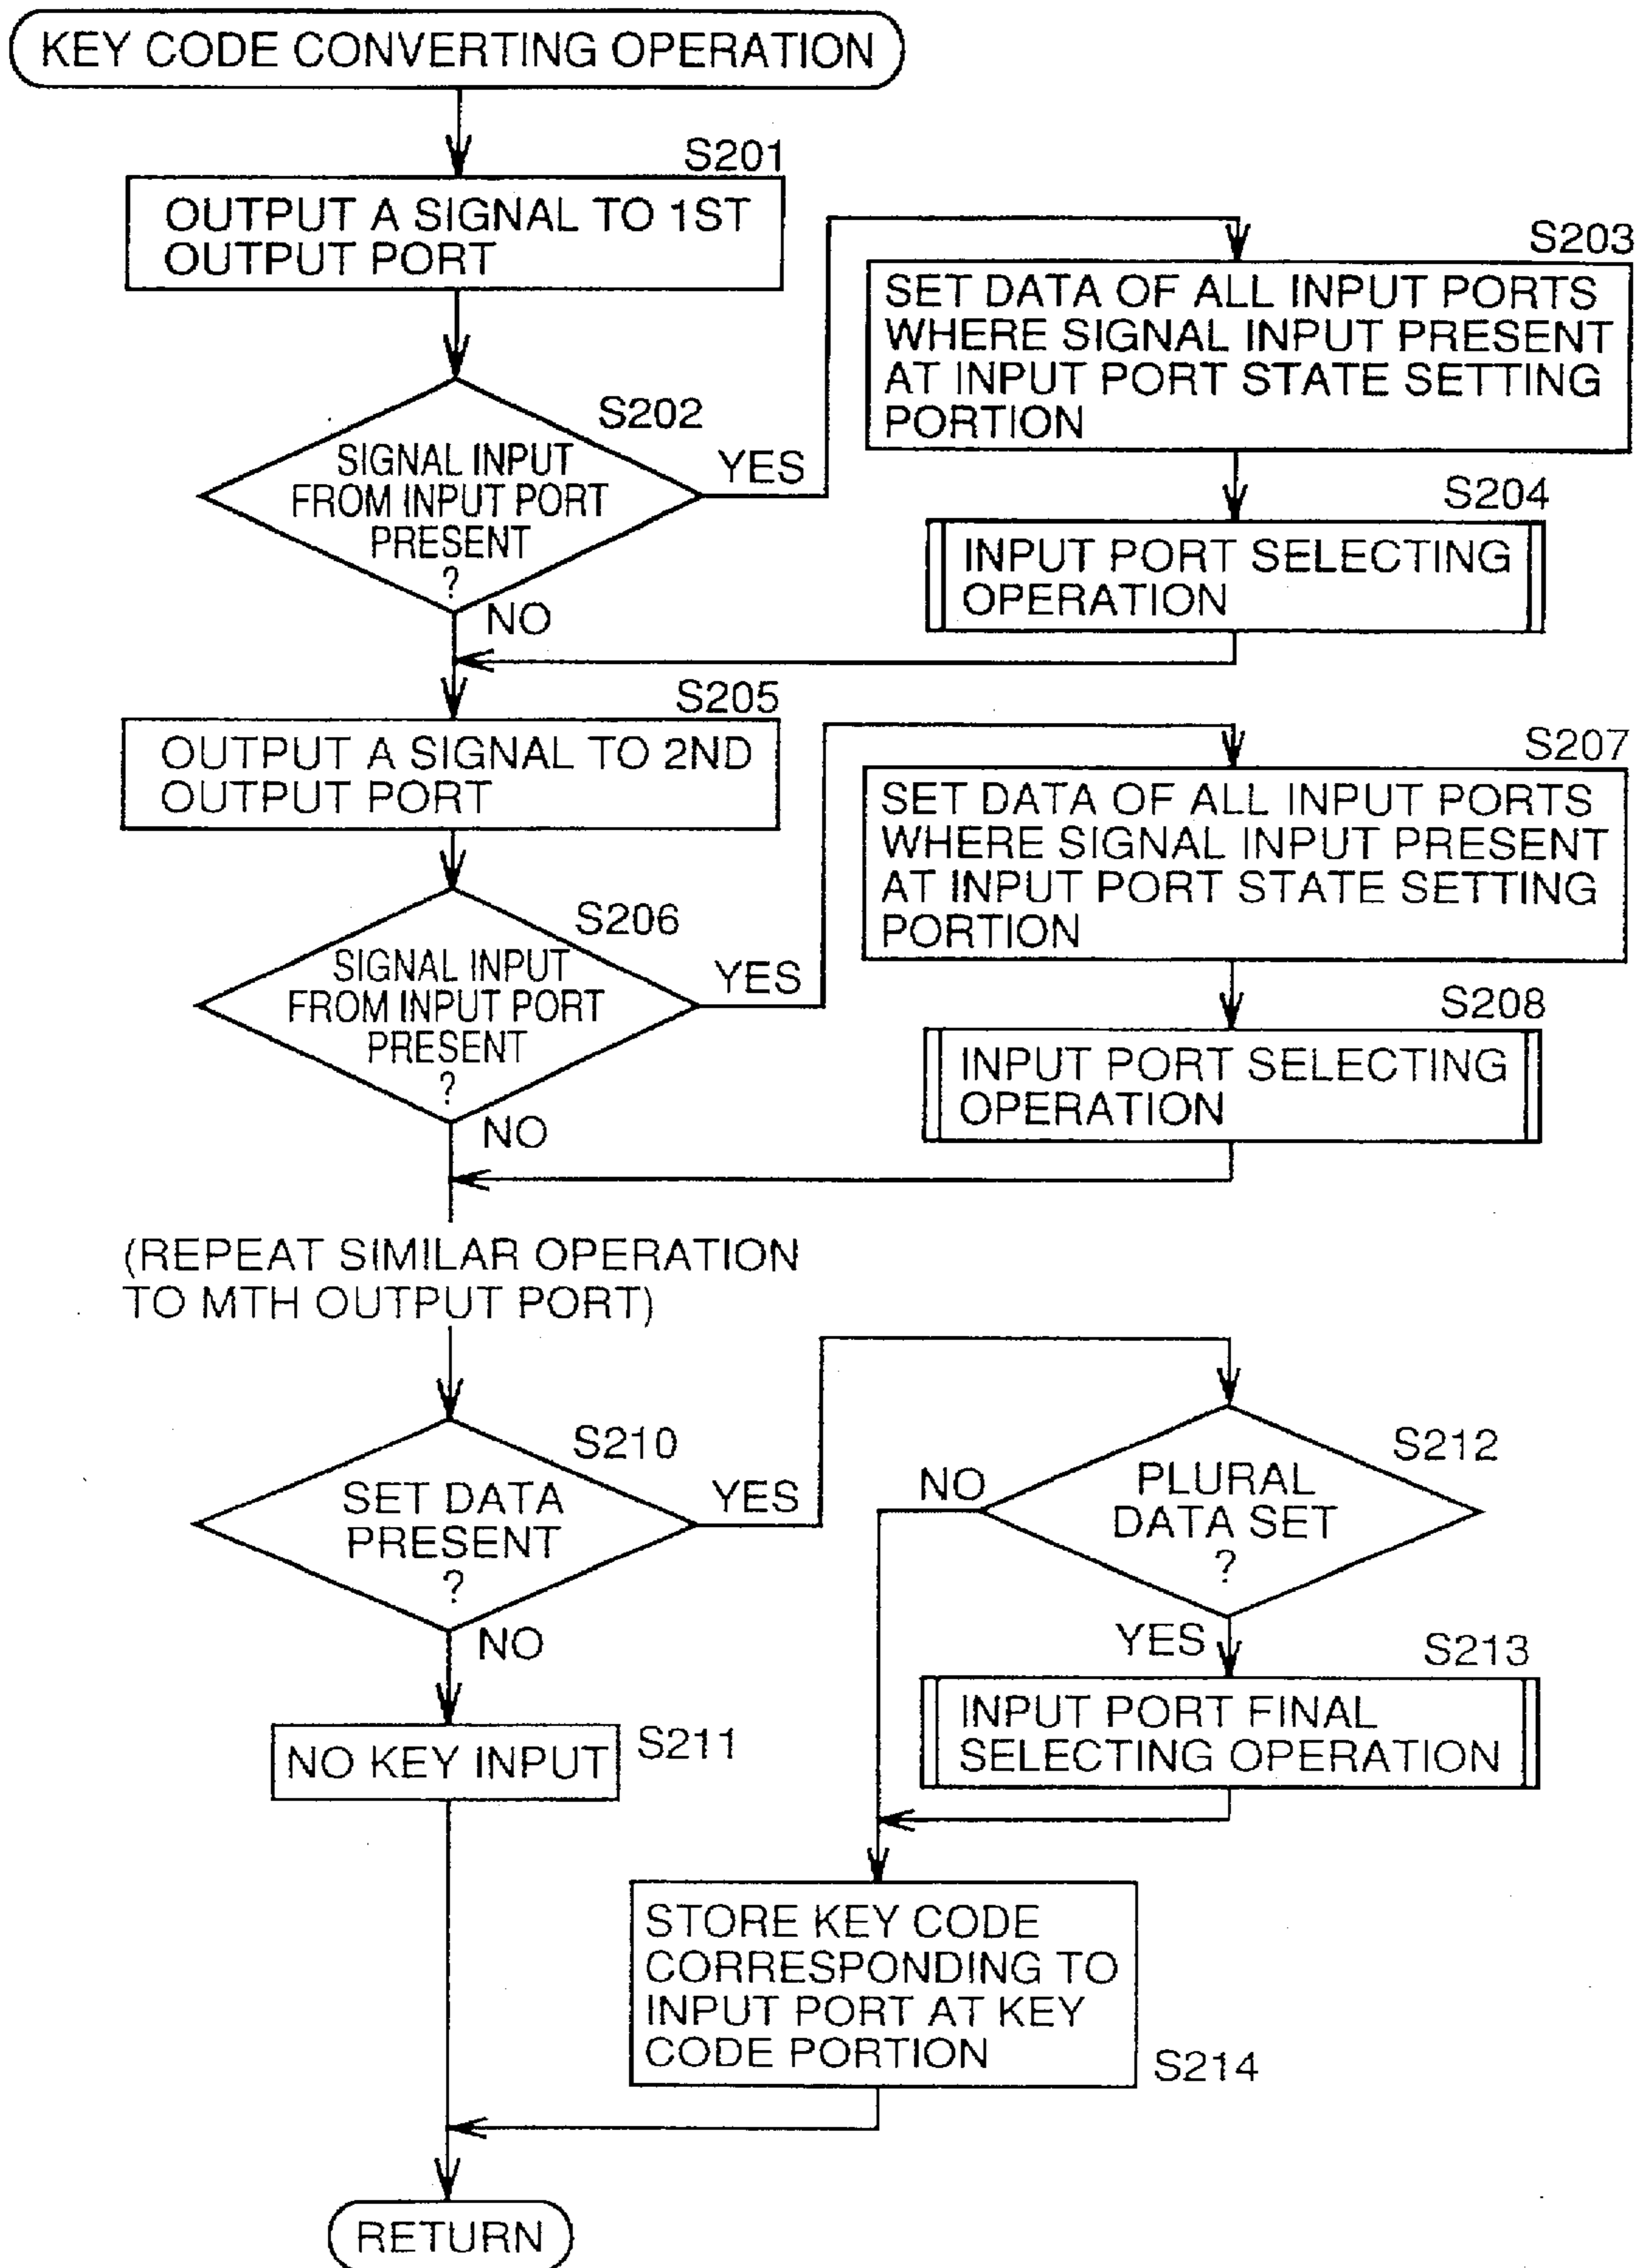 KEY CODE CONVERTING OPERATION
S201
OUTPUT A SIGNAL TO 1ST
OUTPUT PORT
S202
SIGNAL INPUT
FROM INPUT PORT
PRESENT
?
YES
NO
S203
SET DATA OF ALL INPUT PORTS
WHERE SIGNAL INPUT PRESENT
AT INPUT PORT STATE SETTING
PORTION
S204
INPUT PORT SELECTING
OPERATION
S205
OUTPUT A SIGNAL TO 2ND
OUTPUT PORT
S206
SIGNAL INPUT
FROM INPUT PORT
PRESENT
?
YES
NO
S207
SET DATA OF ALL INPUT PORTS
WHERE SIGNAL INPUT PRESENT
AT INPUT PORT STATE SETTING
PORTION
S208
INPUT PORT SELECTING
OPERATION
(REPEAT SIMILAR OPERATION
TO MTH OUTPUT PORT)
S210
SET DATA
PRESENT
?
YES
NO
S211
NO KEY INPUT
S212
PLURAL
DATA SET
?
NO
YES
S213
INPUT PORT FINAL
SELECTING OPERATION
STORE KEY CODE
CORRESPONDING TO
INPUT PORT AT KEY
CODE PORTION
S214
RETURN